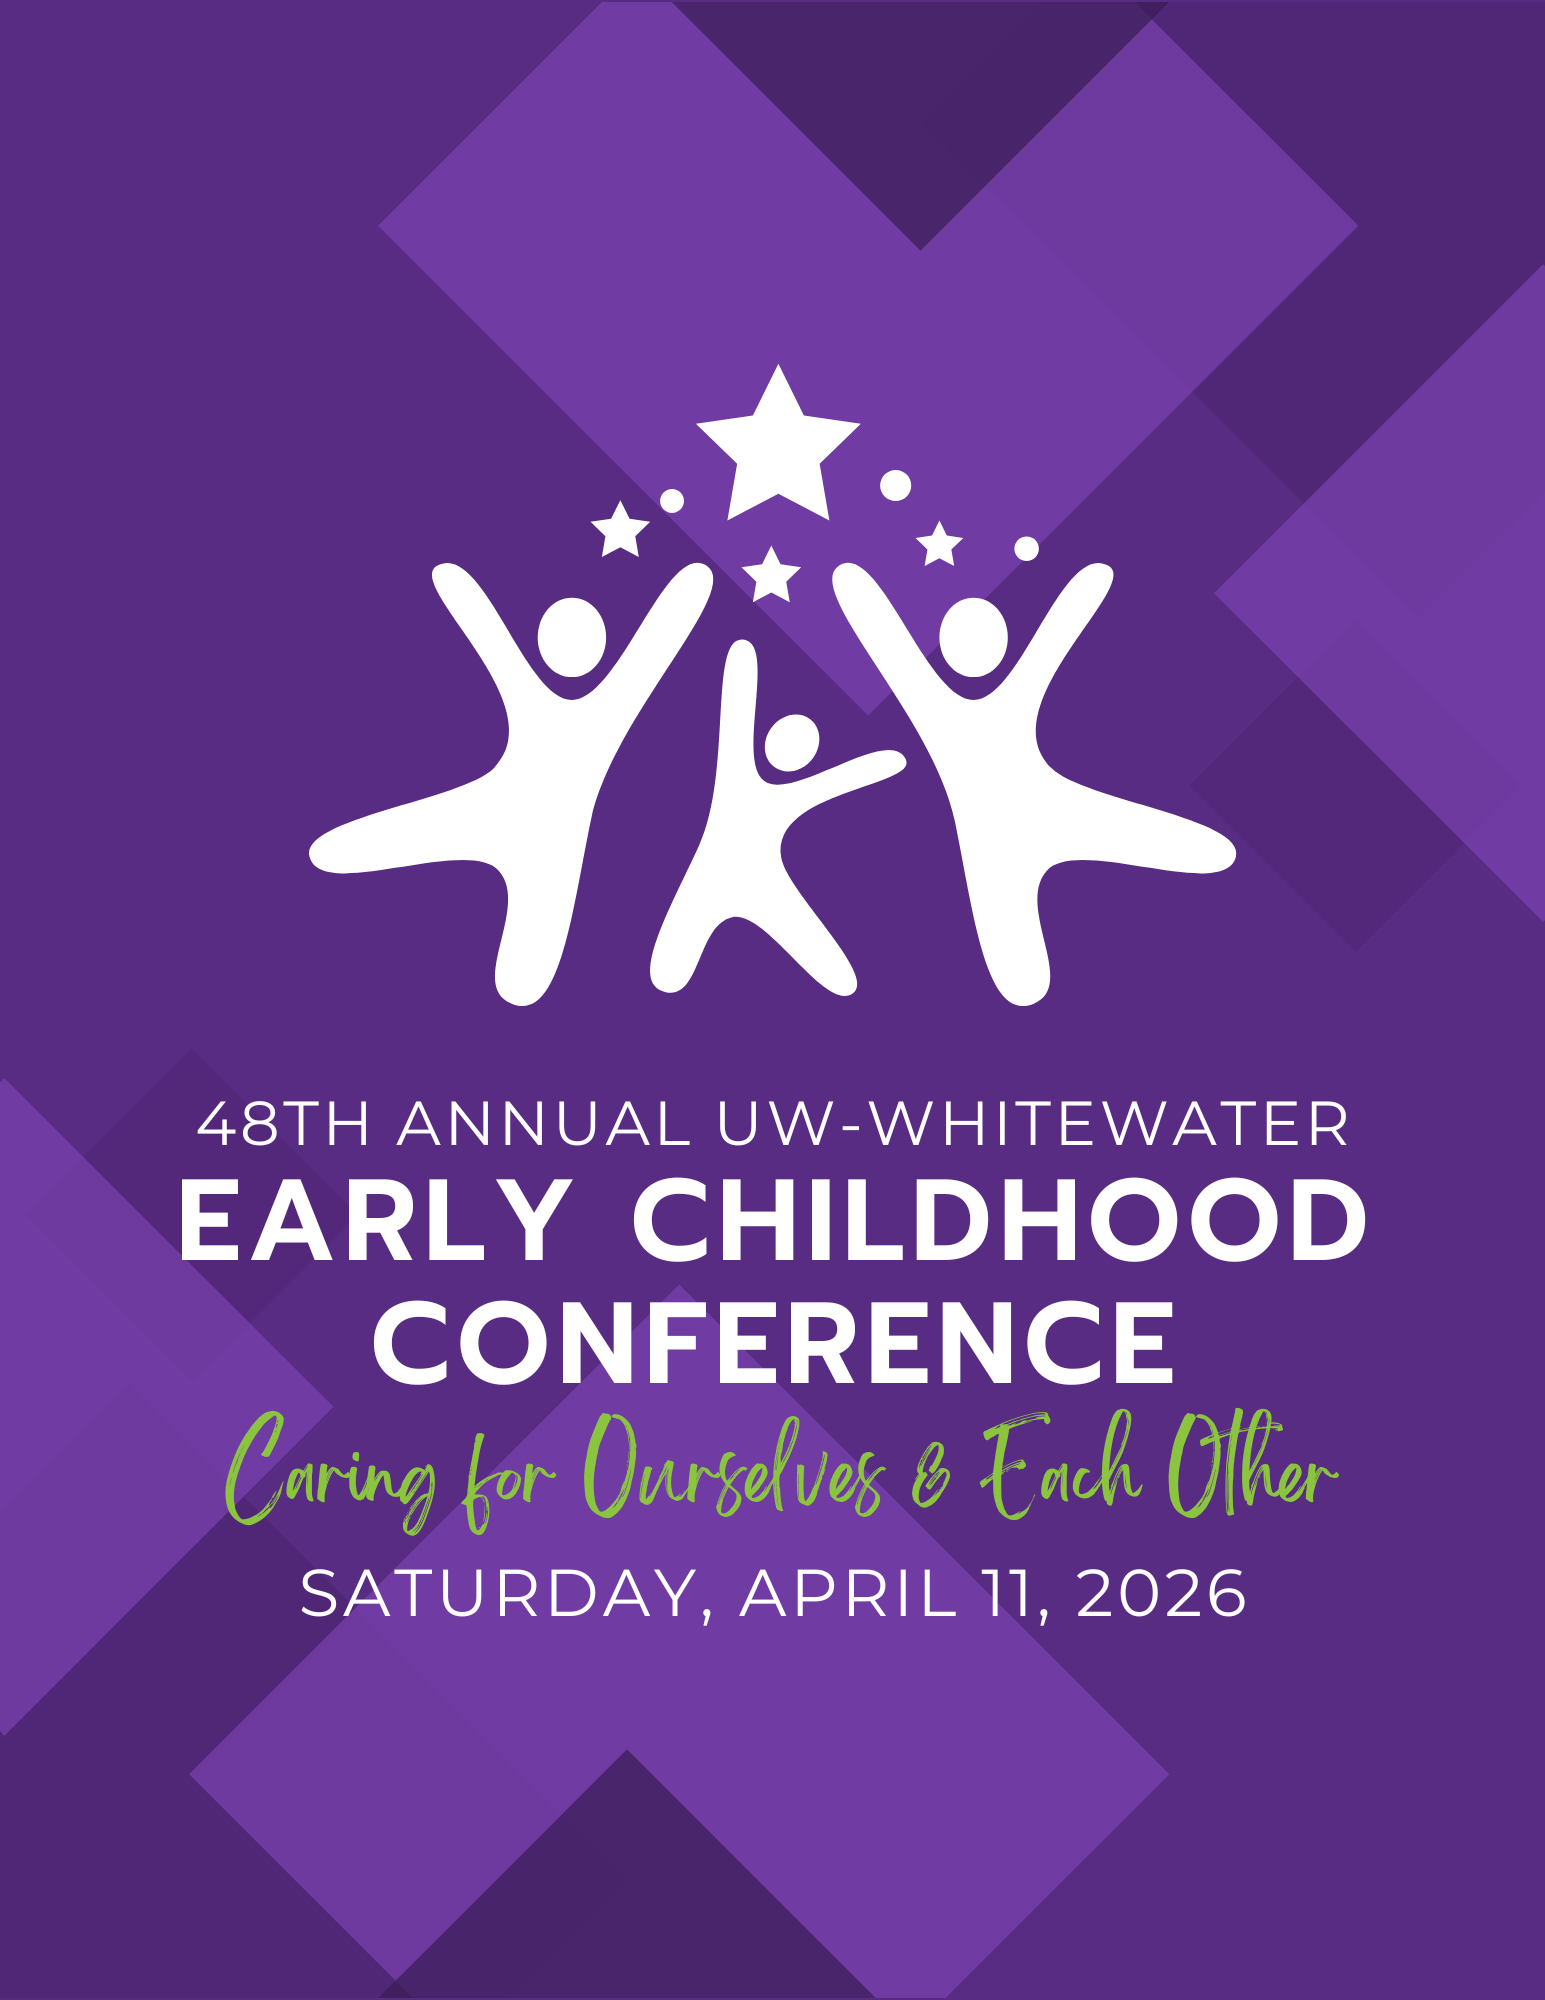 48TH ANNUAL UW-WHITEWATER
EARLY CHILDHOOD
CONFERENCE
Caring for Ourselves & Each Other
SATURDAY, APRIL 11, 2026